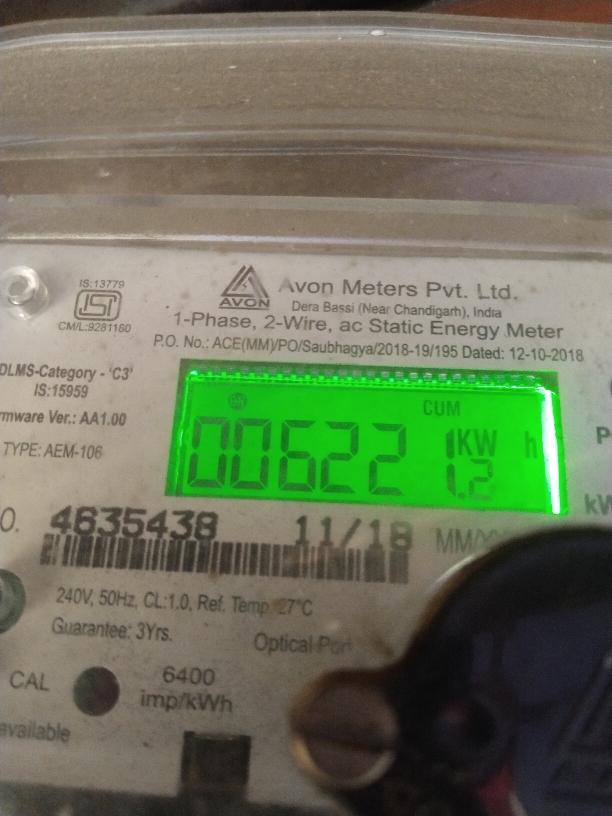 IS:13779
ISI
CM/L:9281160
AVON
Avon Meters Pvt. Ltd.
Dera Bassi (Near Chandigarh), India
1-Phase, 2-Wire, ac Static Energy Meter
P.O. No.: ACE(MM)/PO/Saubhagya/2018-19/195 Dated: 12-10-2018
DLMS-Category - 'C3'
IS:15959
rmware Ver.: AA1.00
TYPE: AEM-106
CUM
00622 KW h
1.2
O. 4635438 11/18 MM/
240V, 50Hz, CL:1.0, Ref. Temp. 27°C
Guarantee: 3Yrs.
Optical Port
CAL
6400
imp/kWh
available